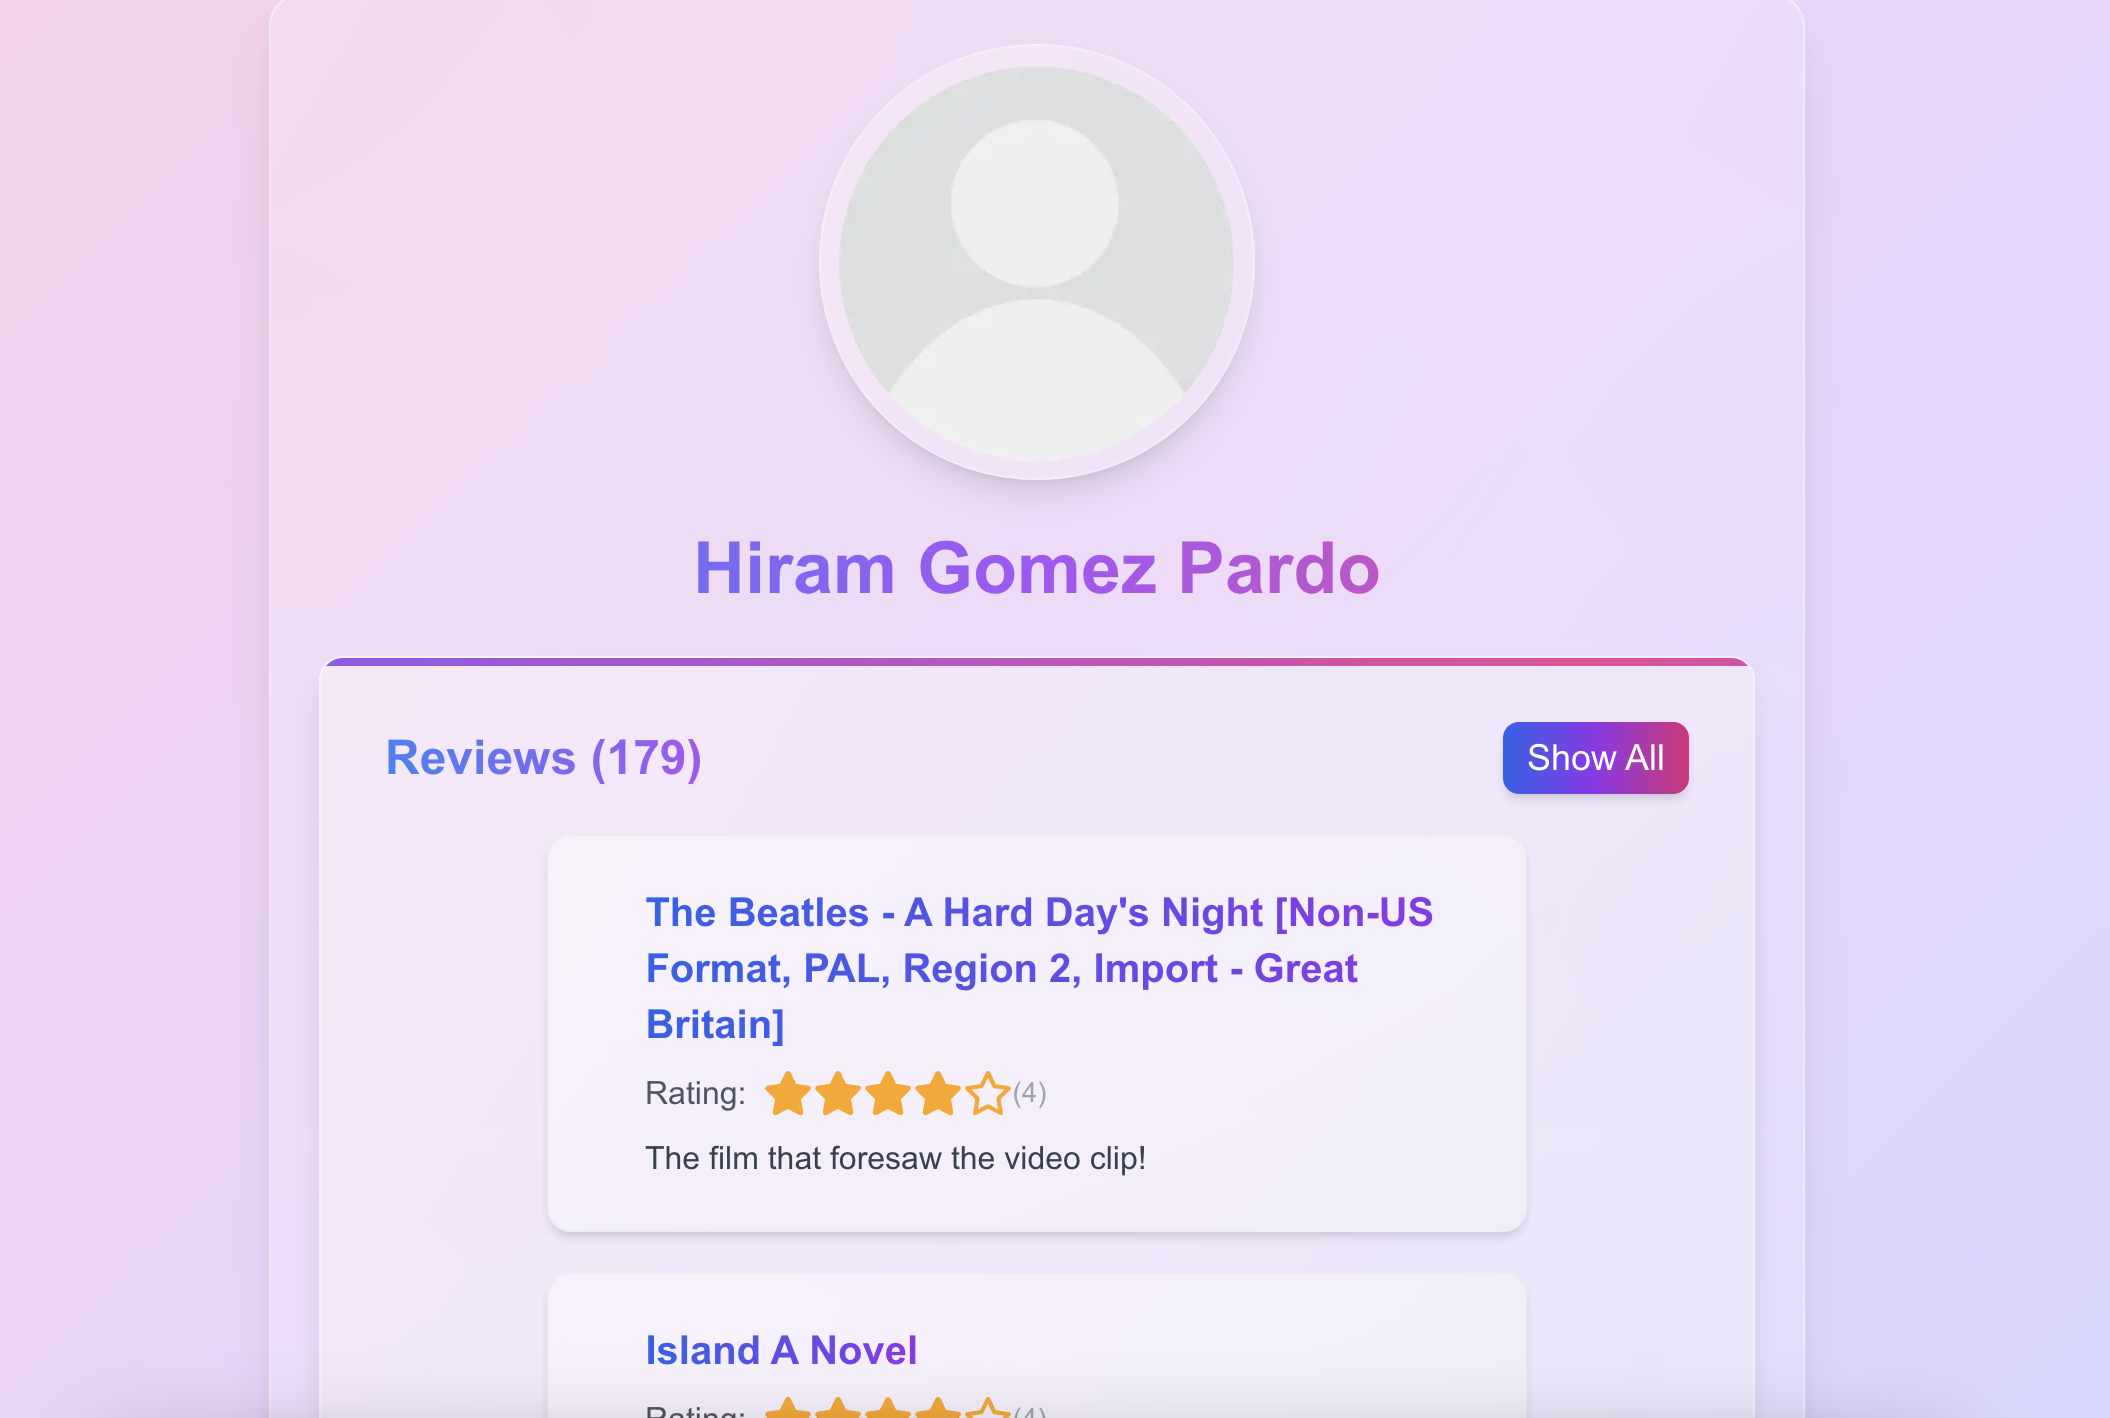 Hiram Gomez Pardo
Reviews (179)
Show All
The Beatles - A Hard Day's Night [Non-US
Format, PAL, Region 2, Import - Great
Britain]
Rating: (4)
The film that foresaw the video clip!
Island A Novel
Rating: (4)